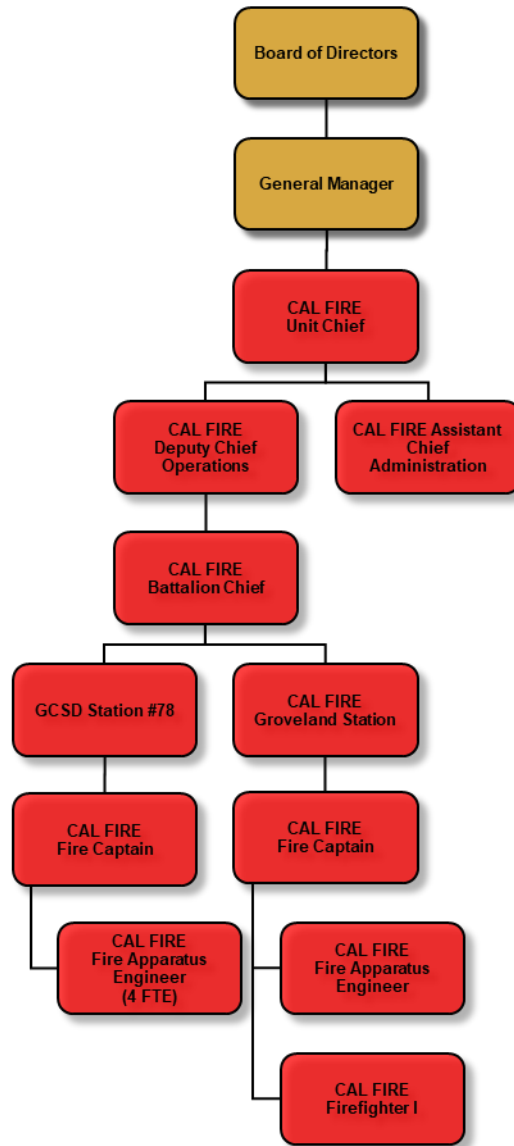 Board of Directors
General Manager
CAL FIRE
Unit Chief
CAL FIRE
Deputy Chief
Operations
CAL FIRE Assistant
Chief
Administration
CAL FIRE
Battalion Chief
GCSD Station #78
CAL FIRE
Groveland Station
CAL FIRE
Fire Captain
CAL FIRE
Fire Captain
CAL FIRE
Fire Apparatus
Engineer
(4 FTE)
CAL FIRE
Fire Apparatus
Engineer
CAL FIRE
Firefighter I